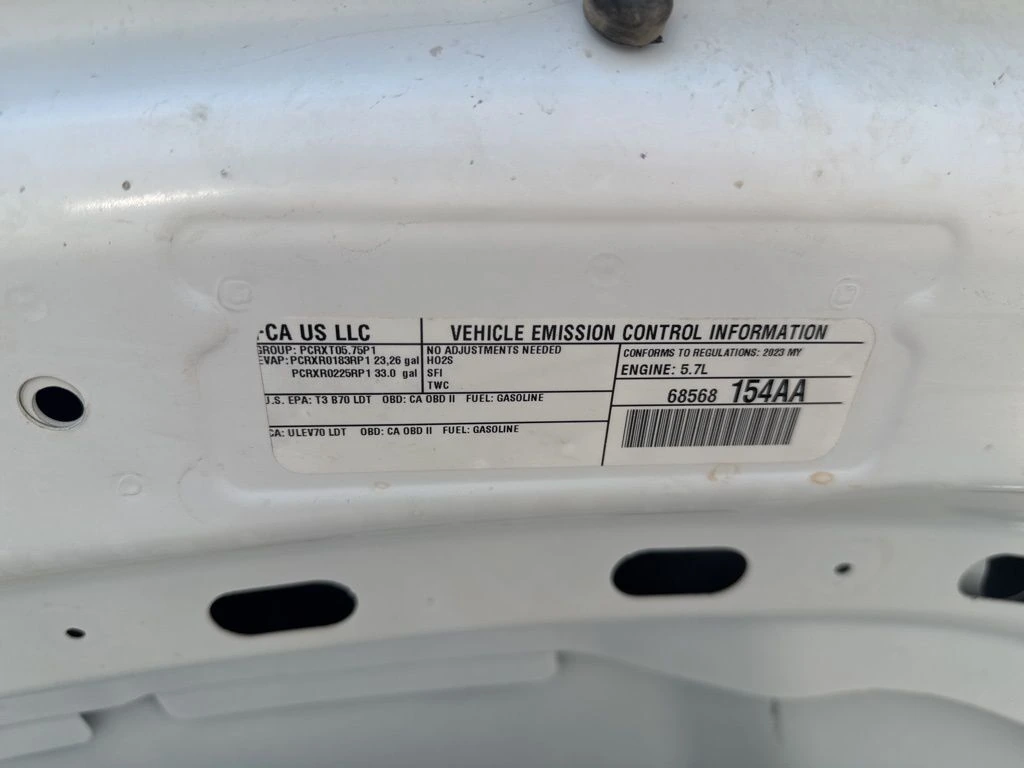 FCA US LLC
VEHICLE EMISSION CONTROL INFORMATION
GROUP: PCRXT05.75P1
EVAP: PCRXR0183RP1 23,26 gal
PCRXR0225RP1 33.0 gal
NO ADJUSTMENTS NEEDED
HO2S
SFI
TWC
CONFORMS TO REGULATIONS: 2023 MY
ENGINE: 5.7L
U.S. EPA: T3 B70 LDT OBD: CA OBD II FUEL: GASOLINE
CA: ULEV70 LDT OBD: CA OBD II FUEL: GASOLINE
68568 154AA